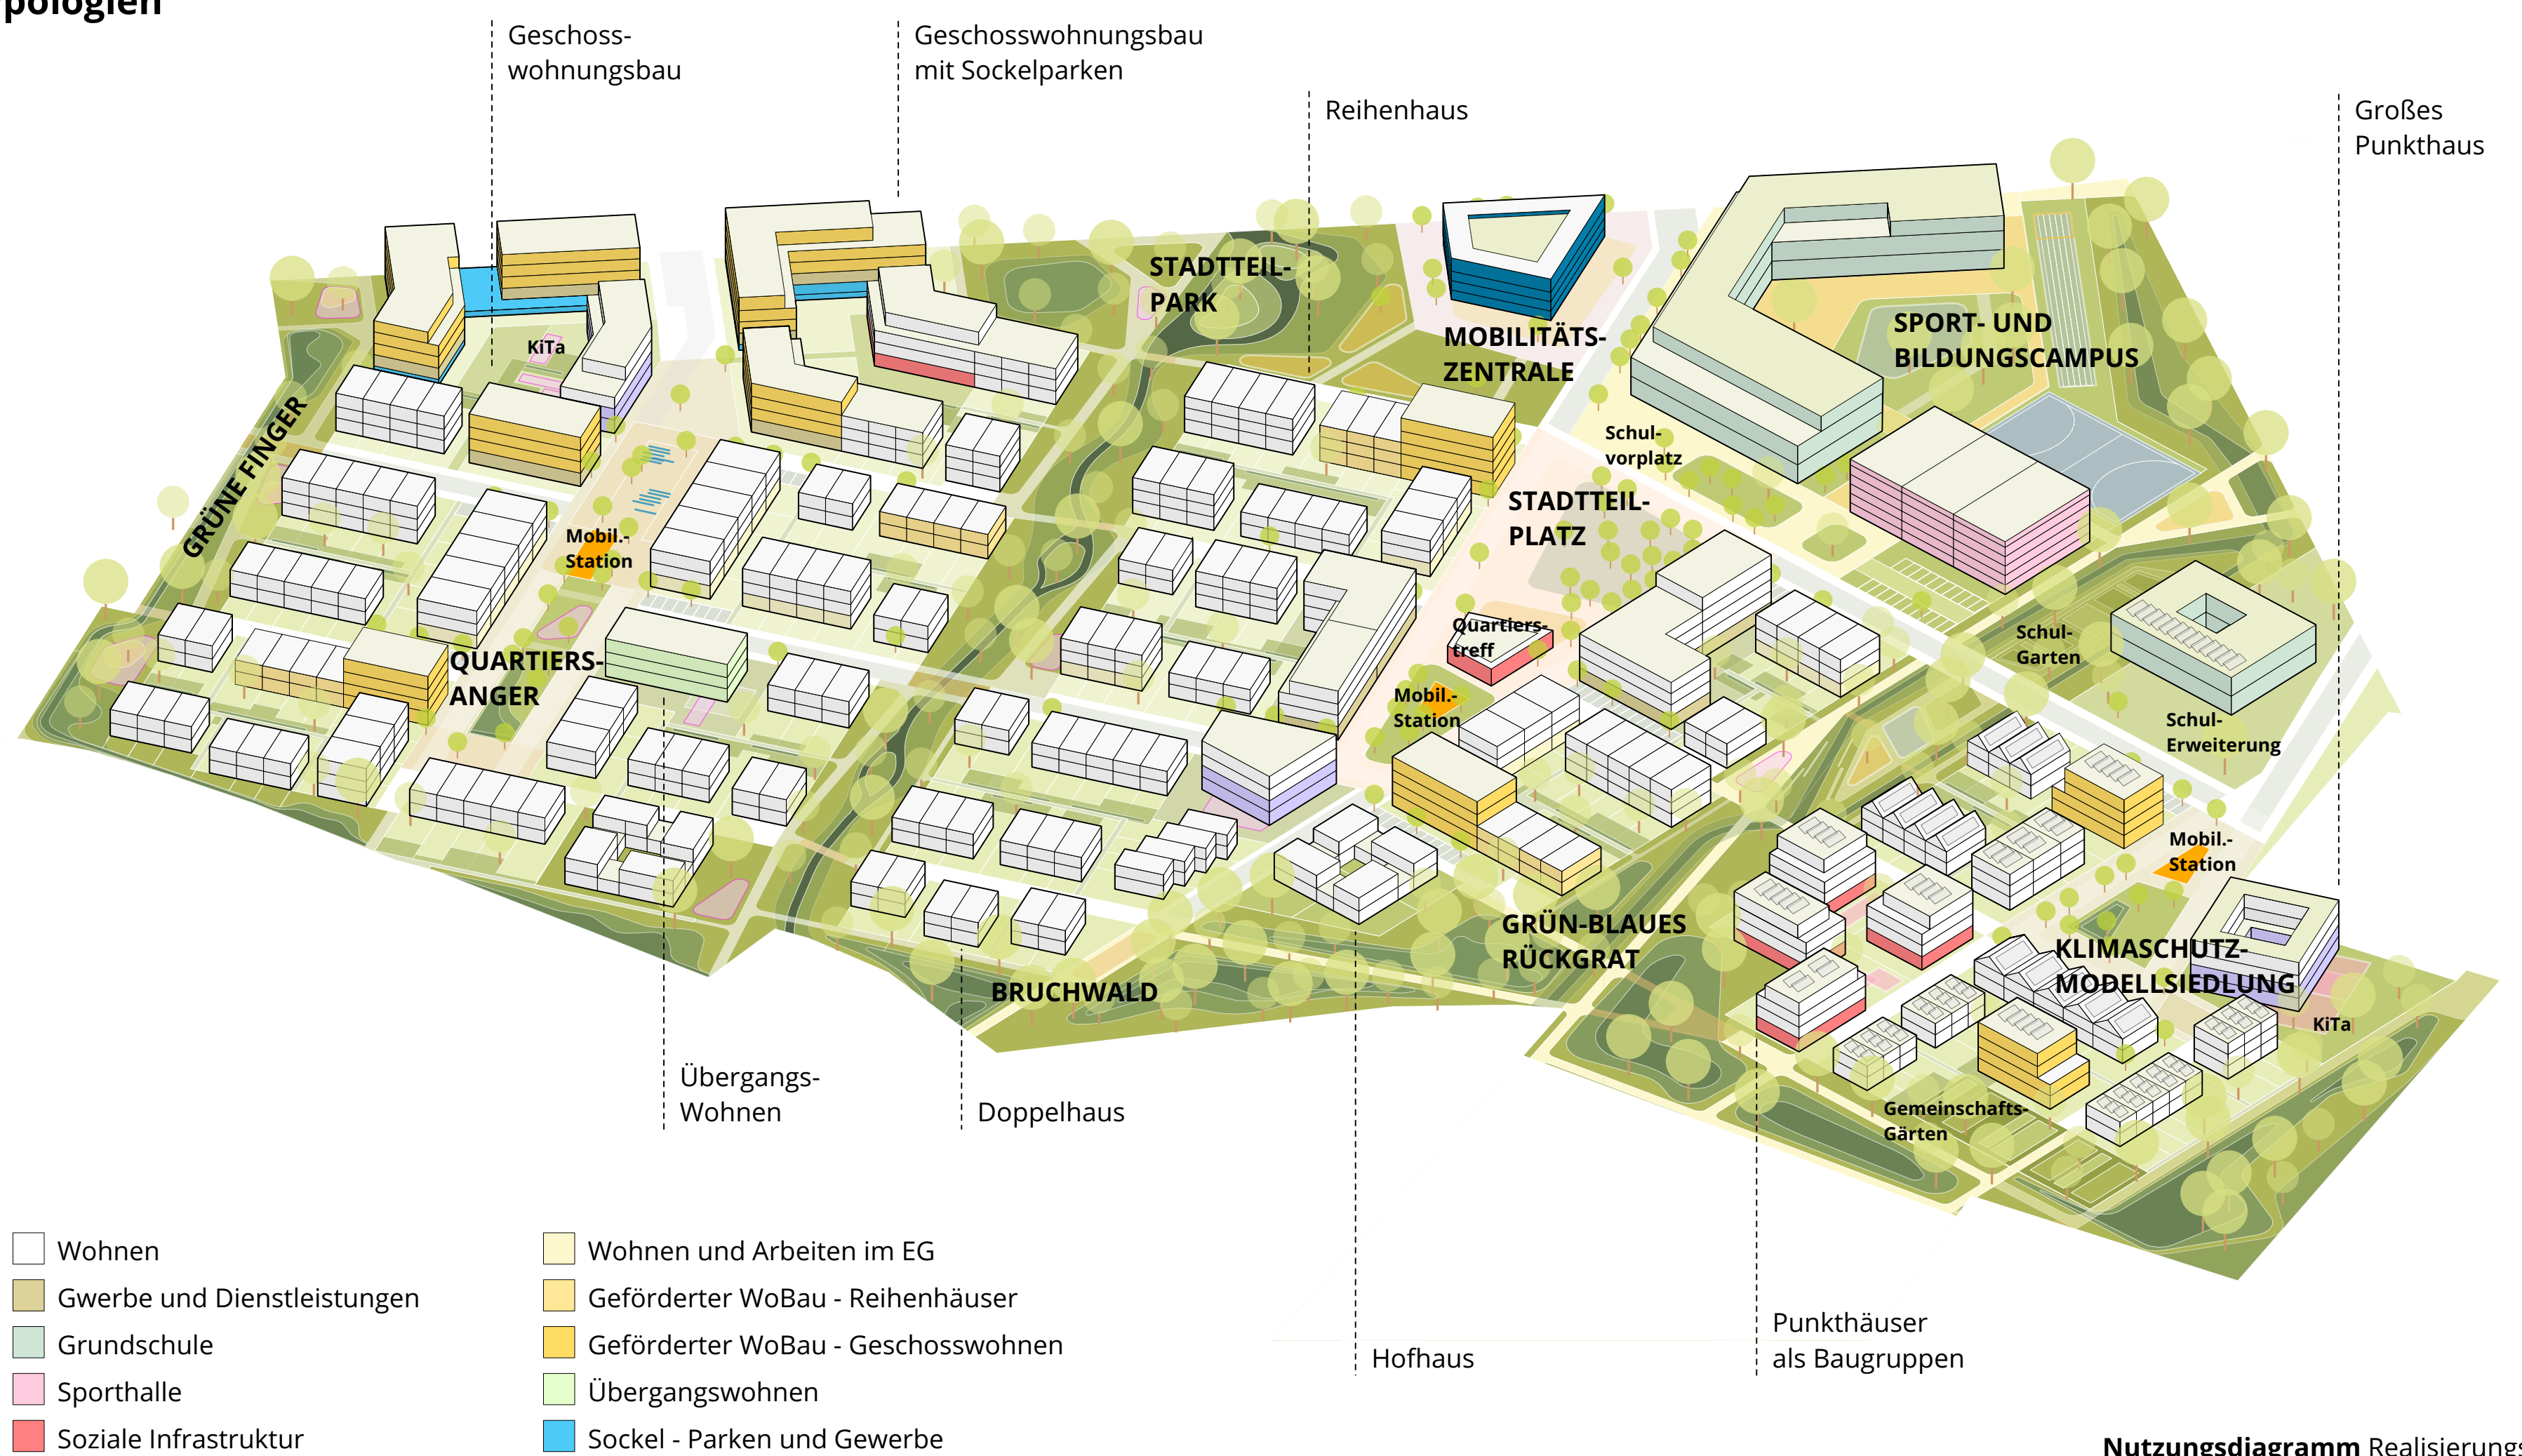 Geschoss-
wohnungsbau
Geschosswohnungsbau
mit Sockelparken
Reihenhaus
Großes
Punkthaus
STADTTEIL-
PARK
MOBILITÄTS-
ZENTRALE
SPORT- UND
BILDUNGSCAMPUS
KiTa
GRÜNE FINGER
Schul-
vorplatz
STADTTEIL-
PLATZ
Mobil.-
Station
Quartiers-
treff
Schul-
Garten
QUARTIERS-
ANGER
Mobil.-
Station
Schul-
Erweiterung
Mobil.-
Station
GRÜN-BLAUES
RÜCKGRAT
KLIMASCHUTZ-
MODELLSIEDLUNG
BRUCHWALD
KiTa
Übergangs-
Wohnen
Doppelhaus
Gemeinschafts-
Gärten
Hofhaus
Punkthäuser
als Baugruppen
Wohnen
Gwerbe und Dienstleistungen
Grundschule
Sporthalle
Soziale Infrastruktur
Wohnen und Arbeiten im EG
Geförderter WoBau - Reihenhäuser
Geförderter WoBau - Geschosswohnen
Übergangswohnen
Sockel - Parken und Gewerbe
Nutzungsdiagramm